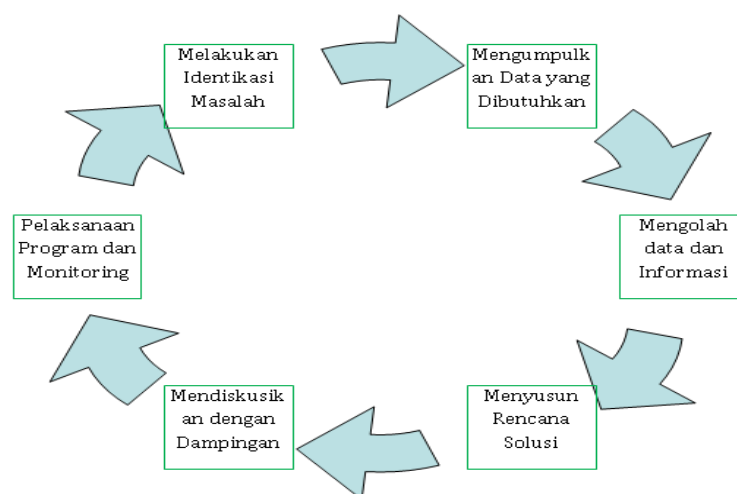 Melakukan
Identikasi
Masalah
Mengumpulk
an Data yang
Dibutuhkan
Mengolah
data dan
Informasi
Menyusun
Rencana
Solusi
Mendiskusik
an dengan
Dampingan
Pelaksanaan
Program dan
Monitoring